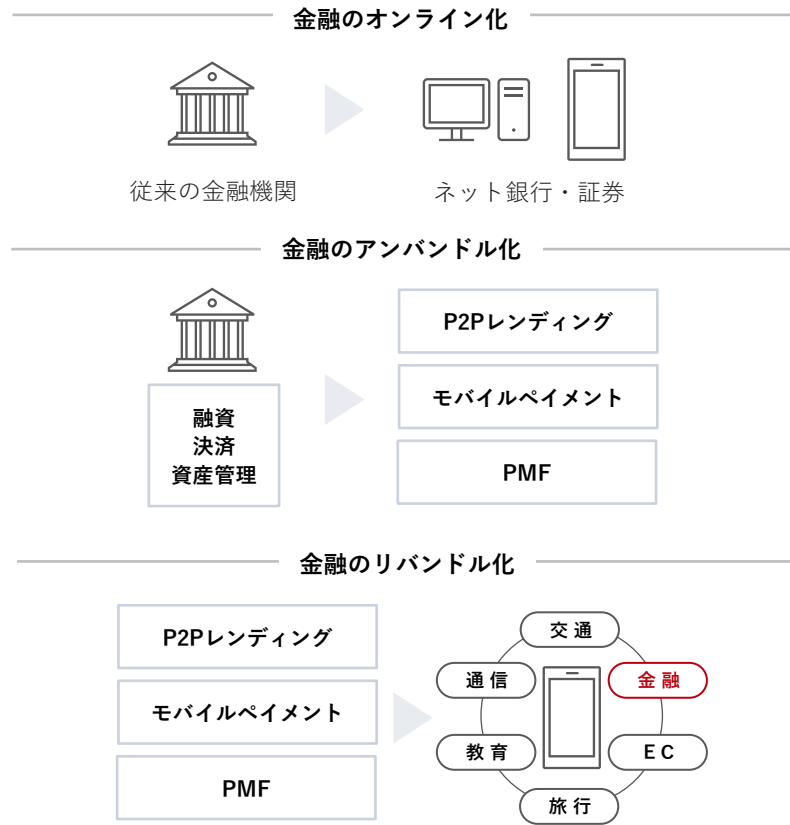 金融のオンライン化
従来の金融機関
ネット銀行・証券
金融のアンバンドル化
融資
決済
資産管理
P2Pレンディング
モバイルペイメント
PMF
金融のリバンドル化
P2Pレンディング
モバイルペイメント
PMF
交通
通信
金融
教育
EC
旅行